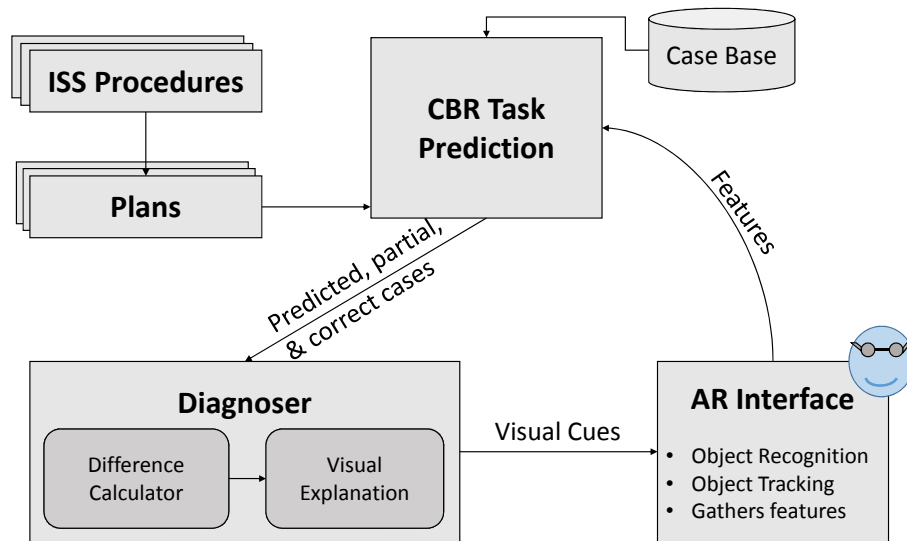 ISS Procedures
Case Base
CBR Task
Prediction
Plans
Features
Predicted, partial,
& correct cases
Diagnoser
Difference
Calculator
Visual
Explanation
Visual Cues
AR Interface
• Object Recognition
• Object Tracking
• Gathers features